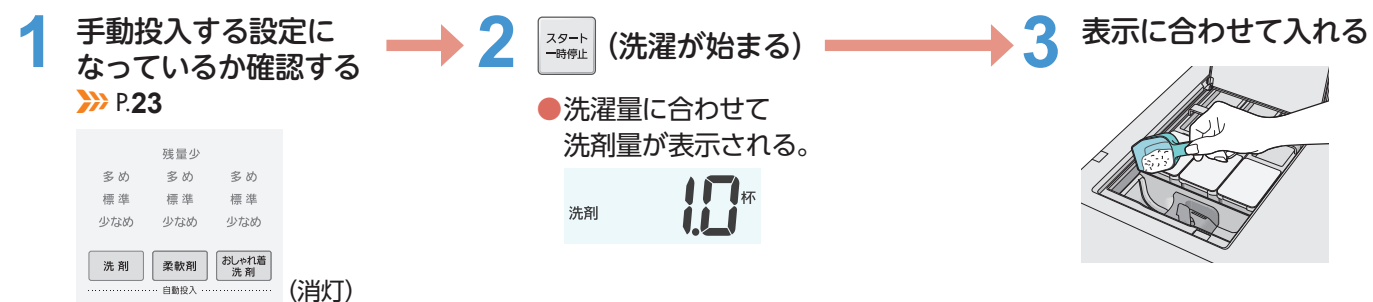 1 手動投入する設定に
なっているか確認する
P.23
残量少
多め 多め 多め
標準 標準 標準
少なめ 少なめ 少なめ
洗剤 柔軟剤 おしゃれ着
洗剤
自動投入
(消灯)
2 スタート
一時停止
(洗濯が始まる)
●洗濯量に合わせて
洗剤量が表示される。
洗剤 1.0 杯
3 表示に合わせて入れる